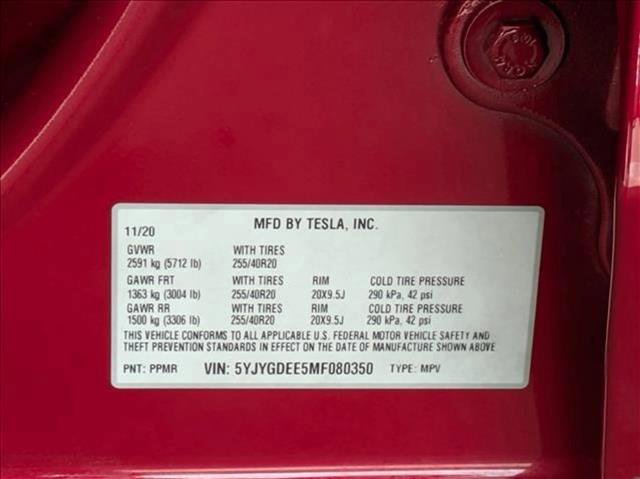 11/20 MFD BY TESLA, INC.
GVWR WITH TIRES
2591 kg (5712 lb) 255/40R20
GAWR FRT WITH TIRES RIM COLD TIRE PRESSURE
1363 kg (3004 lb) 255/40R20 20X9.5J 290 kPa, 42 psi
GAWR RR WITH TIRES RIM COLD TIRE PRESSURE
1500 kg (3306 lb) 255/40R20 20X9.5J 290 kPa, 42 psi
THIS VEHICLE CONFORMS TO ALL APPLICABLE U.S. FEDERAL MOTOR VEHICLE SAFETY AND
THEFT PREVENTION STANDARDS IN EFFECT ON THE DATE OF MANUFACTURE SHOWN ABOVE
PNT: PPMR VIN: 5YJYGDEE5MF080350 TYPE: MPV